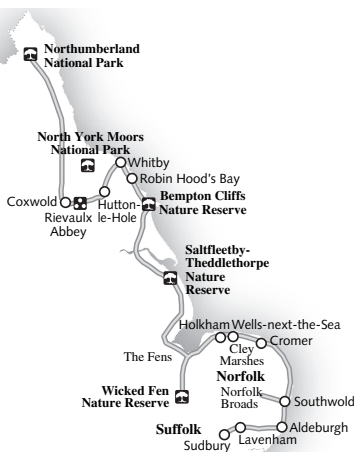 Northumberland
National Park
North York Moors
National Park
Whitby
Robin Hood's Bay
Coxwold
Rievaulx
Abbey
Hutton-
le-Hole
Bempton Cliffs
Nature Reserve
Saltfleetby-
Theddlethorpe
Nature
Reserve
Holkham
Wells-next-the-Sea
Cley
Marshes
Cromer
The Fens
Norfolk
Norfolk
Broads
Wicked Fen
Nature Reserve
Southwold
Suffolk
Aldeburgh
Lavenham
Sudbury